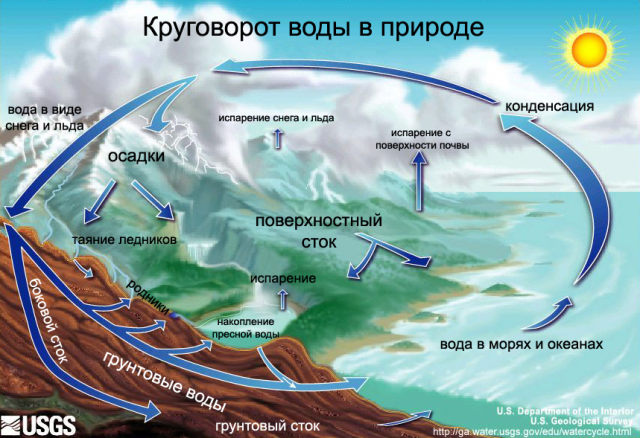 Круговорот воды в природе
вода в виде
снега и льда
испарение снега и льда
конденсация
испарение с
поверхности почвы
осадки
поверхностный
сток
таяние ледников
испарение
родники
боковой сток
накопление
пресной воды
вода в морях и океанах
грунтовые воды
грунтовый сток
USGS
U.S. Department of the Interior
U.S. Geological Survey
http://ga.water.usgs.gov/edu/watercycle.html